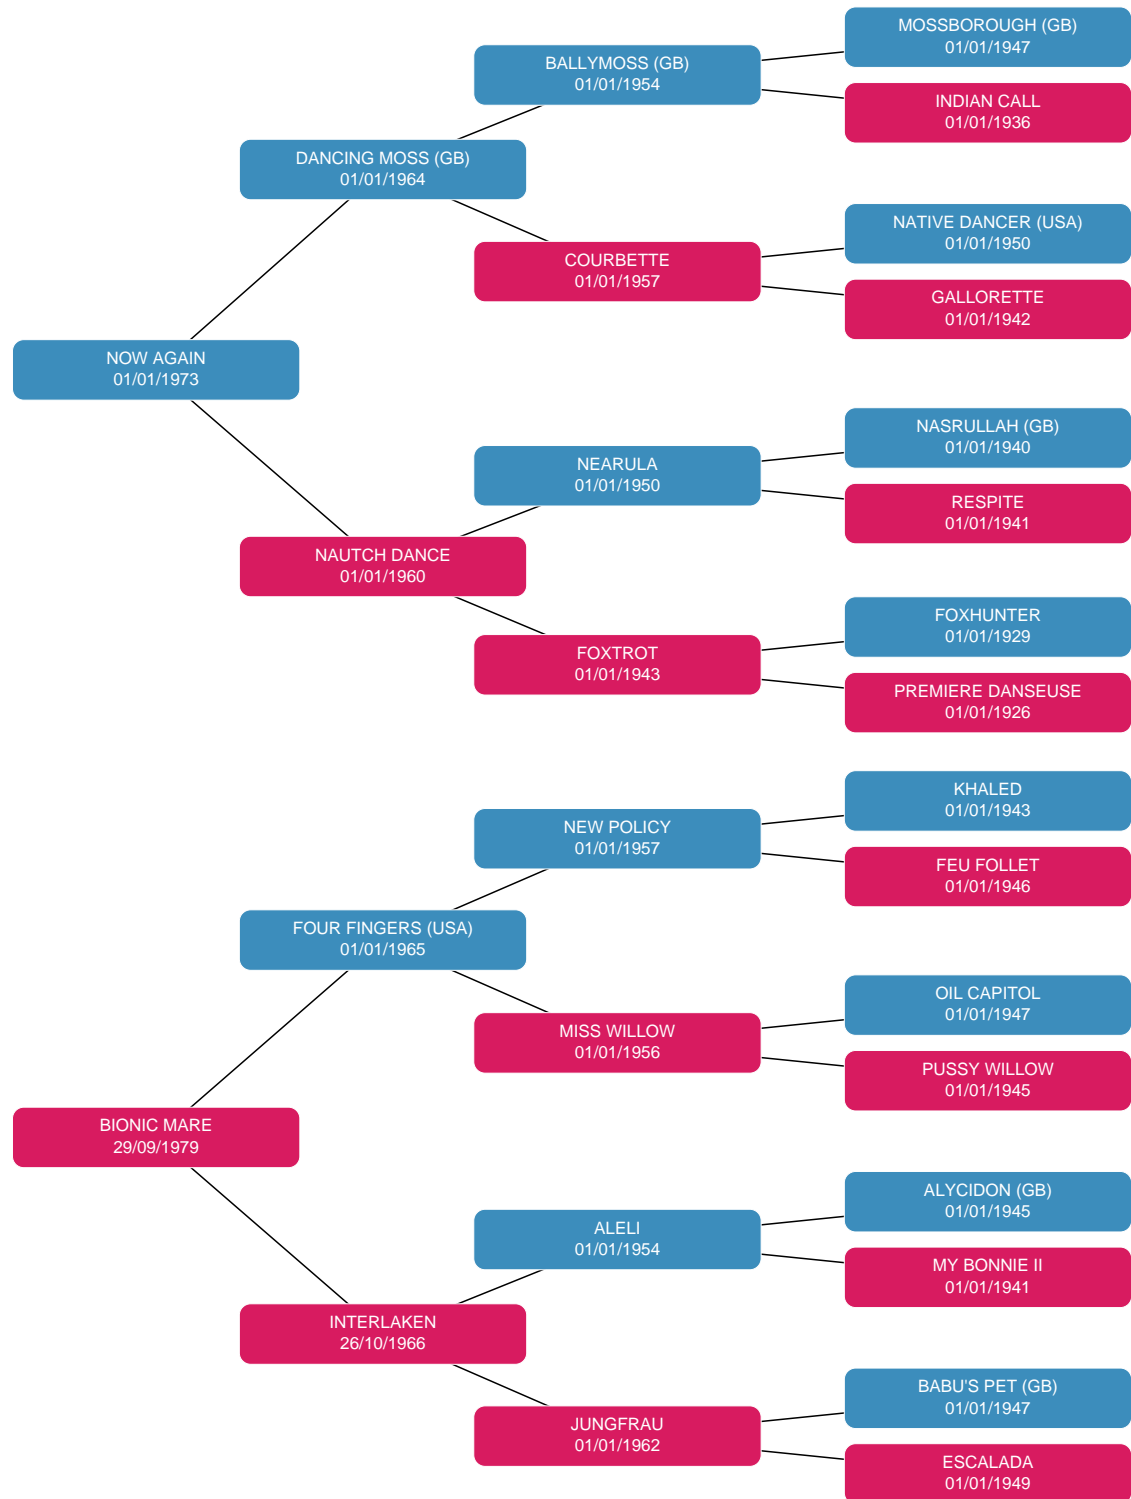 MOSSBOROUGH (GB)
01/01/1947
BALLYMOSS (GB)
01/01/1954
INDIAN CALL
01/01/1936
DANCING MOSS (GB)
01/01/1964
NATIVE DANCER (USA)
01/01/1950
COURBETTE
01/01/1957
GALLORETTE
01/01/1942
NOW AGAIN
01/01/1973
NASRULLAH (GB)
01/01/1940
NEARULA
01/01/1950
RESPITE
01/01/1941
NAUTCH DANCE
01/01/1960
FOXHUNTER
01/01/1929
FOXTROT
01/01/1943
PREMIERE DANSEUSE
01/01/1926
KHALED
01/01/1943
NEW POLICY
01/01/1957
FEU FOLLET
01/01/1946
FOUR FINGERS (USA)
01/01/1965
OIL CAPITOL
01/01/1947
MISS WILLOW
01/01/1956
PUSSY WILLOW
01/01/1945
BIONIC MARE
29/09/1979
ALYCIDON (GB)
01/01/1945
ALELI
01/01/1954
MY BONNIE II
01/01/1941
INTERLAKEN
26/10/1966
BABU'S PET (GB)
01/01/1947
JUNGFRAU
01/01/1962
ESCALADA
01/01/1949